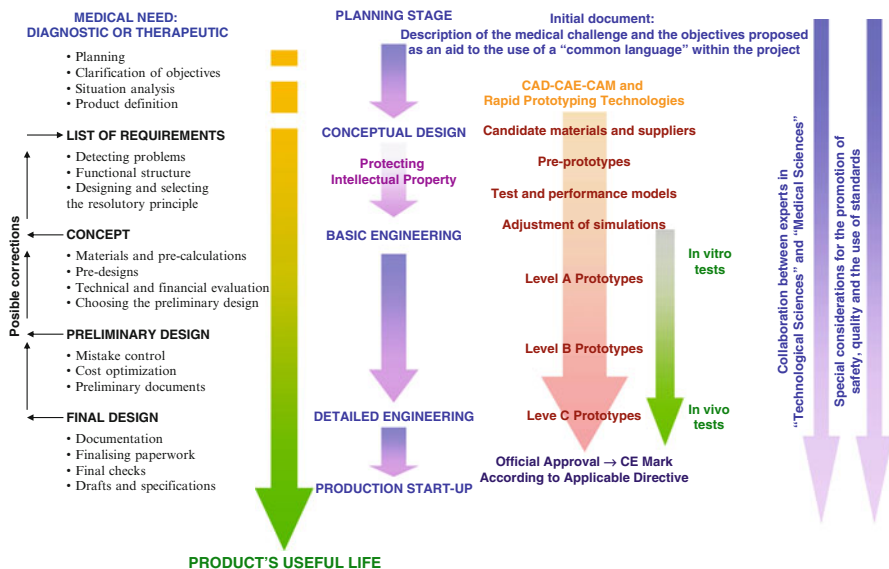 MEDICAL NEED:
DIAGNOSTIC OR THERAPEUTIC
• Planning
• Clarification of objectives
• Situation analysis
• Product definition
LIST OF REQUIREMENTS
• Detecting problems
• Functional structure
• Designing and selecting
the resolutory principle
CONCEPT
• Materials and pre-calculations
• Pre-designs
• Technical and financial evaluation
• Choosing the preliminary design
PRELIMINARY DESIGN
• Mistake control
• Cost optimization
• Preliminary documents
FINAL DESIGN
• Documentation
• Finalising paperwork
• Final checks
• Drafts and specifications
Posible corrections
PRODUCT'S USEFUL LIFE
PLANNING STAGE
CONCEPTUAL DESIGN
Protecting
Intellectual Property
BASIC ENGINEERING
DETAILED ENGINEERING
PRODUCTION START-UP
Initial document:
Description of the medical challenge and the objectives proposed
as an aid to the use of a “common language” within the project
CAD-CAE-CAM and
Rapid Prototyping Technologies
Candidate materials and suppliers
Pre-prototypes
Test and performance models
Adjustment of simulations
Level A Prototypes
Level B Prototypes
Leve C Prototypes
Official Approval → CE Mark
According to Applicable Directive
In vitro
tests
In vivo
tests
Collaboration between experts in
“Technological Sciences” and “Medical Sciences”
Special considerations for the promotion of
safety, quality and the use of standards